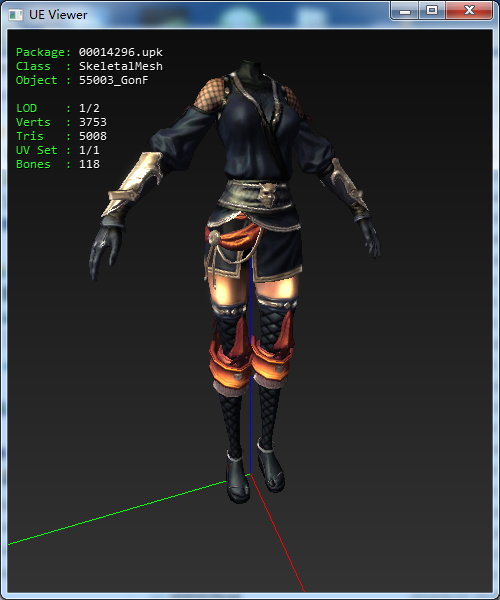 UE Viewer
Package: 00014296.upk
Class  : SkeletalMesh
Object : 55003_GonF
LOD    : 1/2
Verts  : 3753
Tris   : 5008
UV Set : 1/1
Bones  : 118